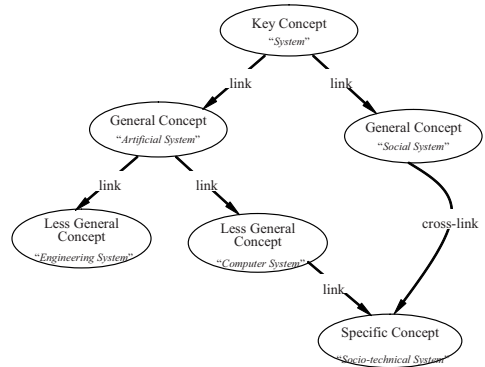 Key Concept
“System”
link
link
General Concept
“Artificial System”
General Concept
“Social System”
link
link
Less General
Concept
“Engineering System”
Less General
Concept
“Computer System”
cross-link
link
Specific Concept
“Socio-technical System”